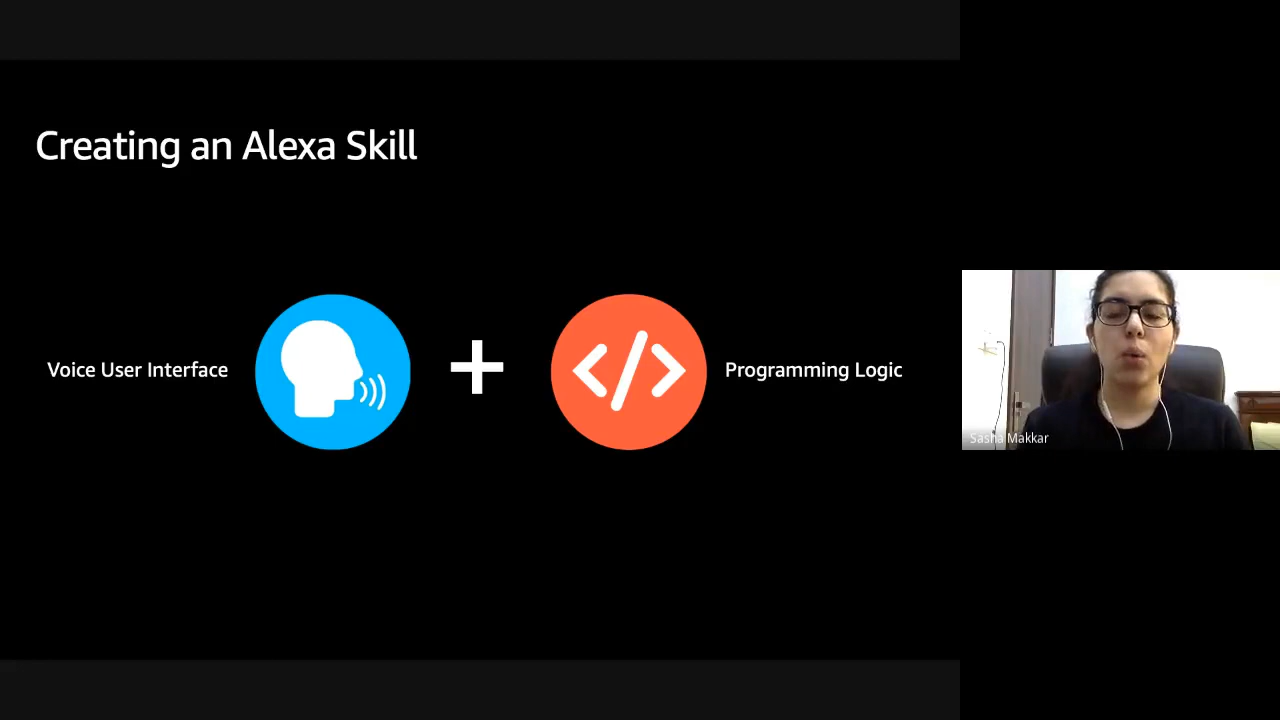 Creating an Alexa Skill
Voice User Interface
Programming Logic
Sasha Makkar